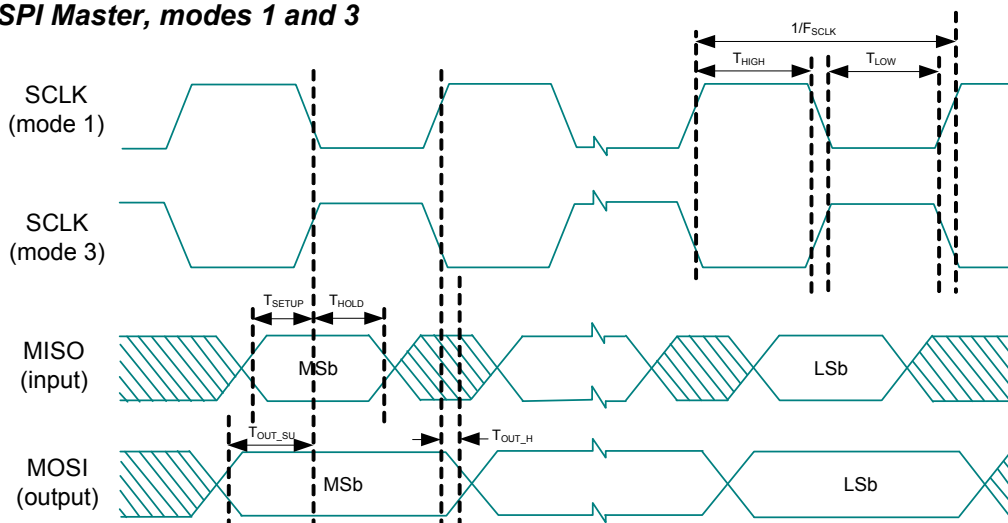 SPI Master, modes 1 and 3
1/FSCLK
THIGH
TLOW
SCLK
(mode 1)
SCLK
(mode 3)
TSETUP
THOLD
MISO
(input)
MSb
LSb
TOUT_SU
TOUT_H
MOSI
(output)
MSb
LSb